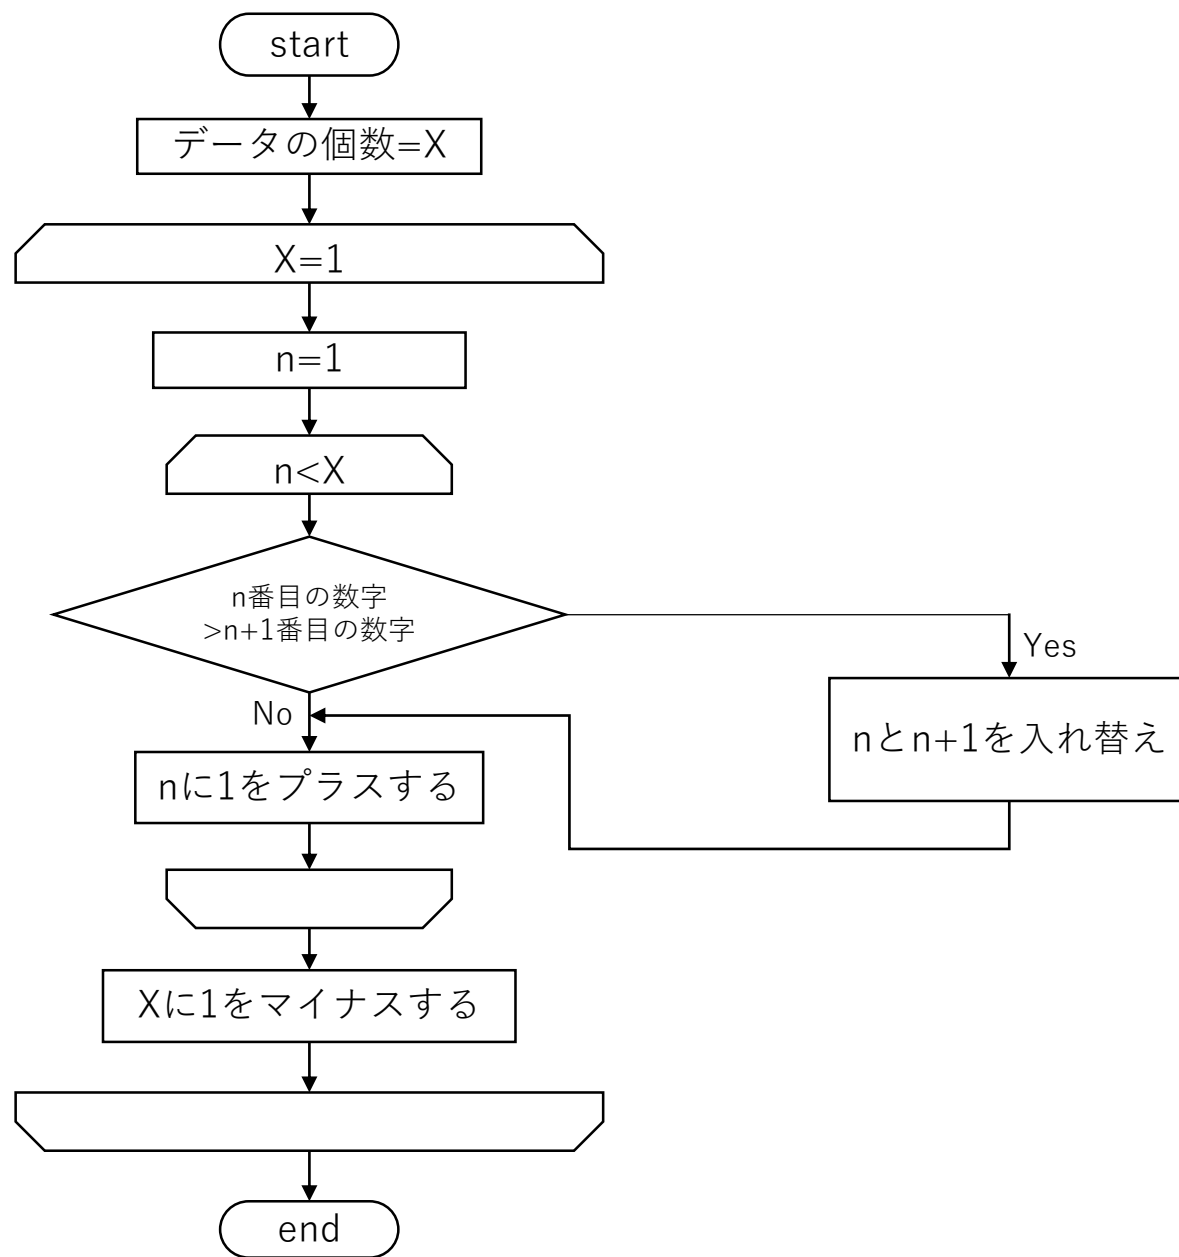 start
データの個数=X
X=1
n=1
n<X
n番目の数字
>n+1番目の数字
Yes
No
nとn+1を入れ替え
nに1をプラスする
Xに1をマイナスする
end